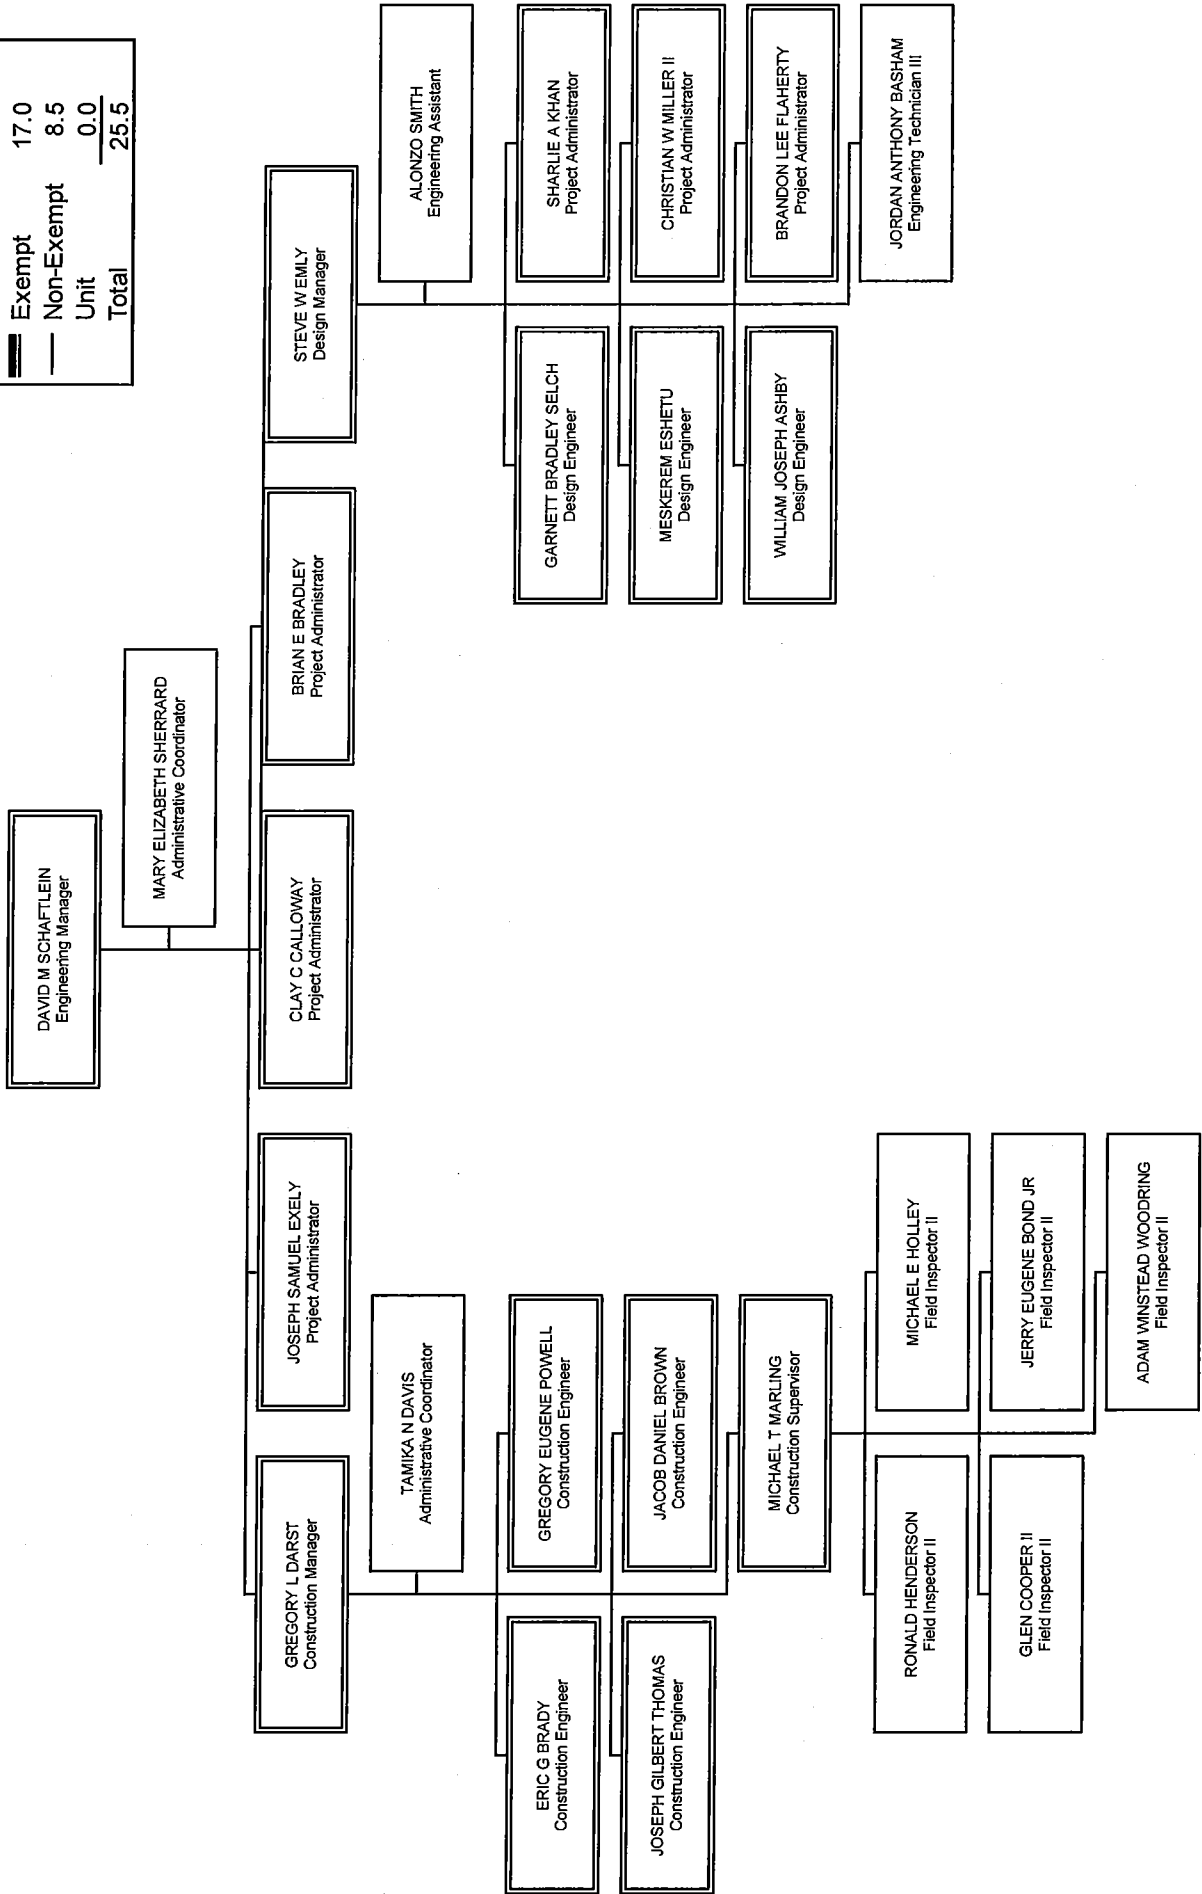 Exempt 17.0
Non-Exempt 8.5
Unit 0.0
Total 25.5
DAVID M SCHAFTLEIN
Engineering Manager
MARY ELIZABETH SHERRARD
Administrative Coordinator
GREGORY L DARST
Construction Manager
JOSEPH SAMUEL EXELY
Project Administrator
CLAY C CALLOWAY
Project Administrator
BRIAN E BRADLEY
Project Administrator
STEVE W EMLY
Design Manager
TAMIKA N DAVIS
Administrative Coordinator
ERIC G BRADY
Construction Engineer
GREGORY EUGENE POWELL
Construction Engineer
JOSEPH GILBERT THOMAS
Construction Engineer
JACOB DANIEL BROWN
Construction Engineer
MICHAEL T MARLING
Construction Supervisor
RONALD HENDERSON
Field Inspector II
MICHAEL E HOLLEY
Field Inspector II
GLEN COOPER II
Field Inspector II
JERRY EUGENE BOND JR
Field Inspector II
ADAM WINSTEAD WOODRING
Field Inspector II
ALONZO SMITH
Engineering Assistant
GARNETT BRADLEY SELCH
Design Engineer
SHARLIE A KHAN
Project Administrator
MESKEREM ESHETU
Design Engineer
CHRISTIAN W MILLER II
Project Administrator
WILLIAM JOSEPH ASHBY
Design Engineer
BRANDON LEE FLAHERTY
Project Administrator
JORDAN ANTHONY BASHAM
Engineering Technician III